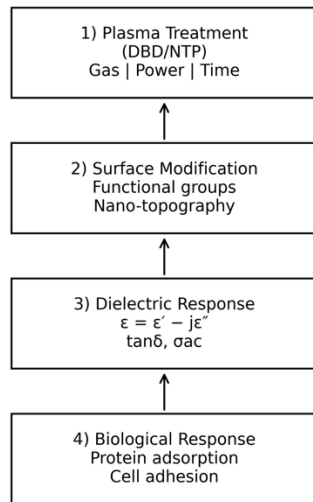 1) Plasma Treatment
(DBD/NTP)
Gas | Power | Time
2) Surface Modification
Functional groups
Nano-topography
3) Dielectric Response
ε = ε′ − jε″
tanδ, σac
4) Biological Response
Protein adsorption
Cell adhesion